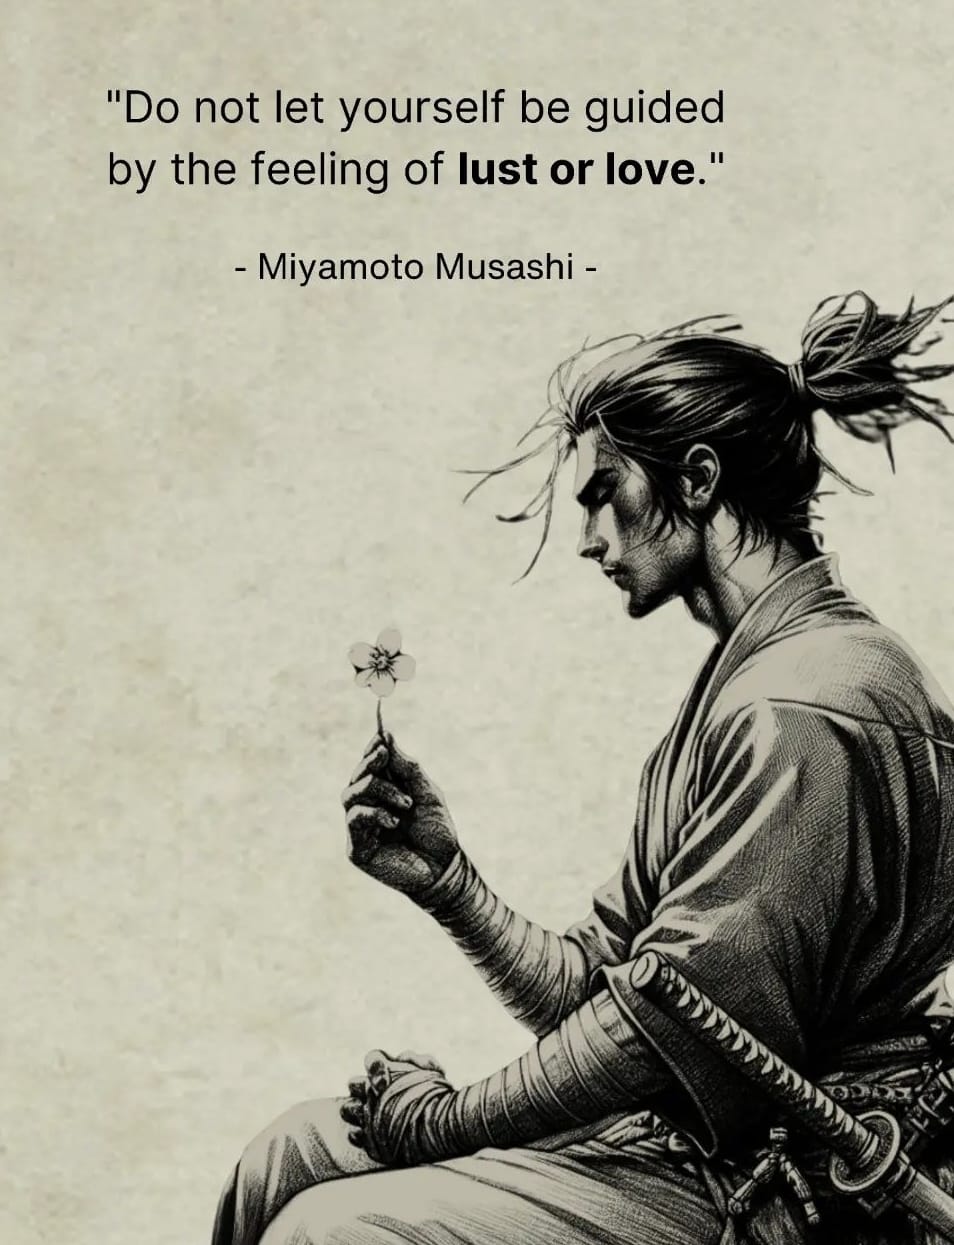 "Do not let yourself be guided
by the feeling of lust or love."
- Miyamoto Musashi -